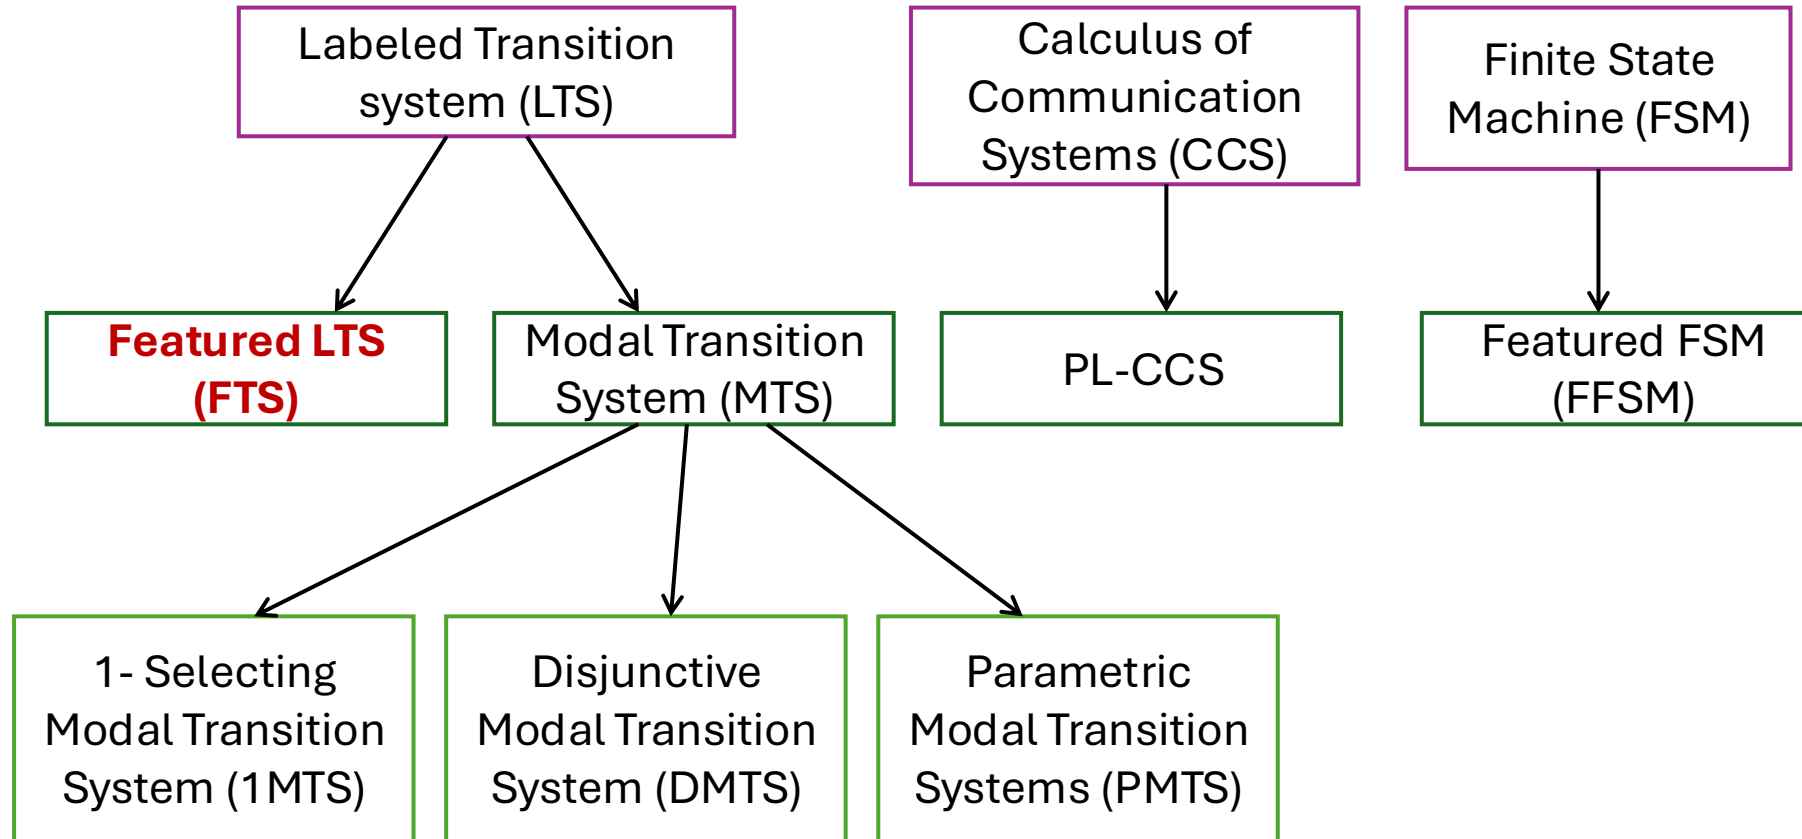 Labeled Transition
system (LTS)
Calculus of
Communication
Systems (CCS)
Finite State
Machine (FSM)
Featured LTS
(FTS)
Modal Transition
System (MTS)
PL-CCS
Featured FSM
(FFSM)
1- Selecting
Modal Transition
System (1MTS)
Disjunctive
Modal Transition
System (DMTS)
Parametric
Modal Transition
Systems (PMTS)